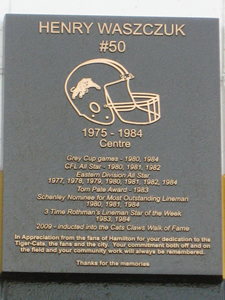 HENRY WASZCZUK
#50
1975 - 1984
Centre
Grey Cup games - 1980, 1984
CFL All Star - 1980, 1981, 1982
Eastern Division All Star
1977, 1978, 1979, 1980, 1981, 1982, 1984
Tom Pate Award - 1983
Schenley Nominee for Most Outstanding Lineman
1980, 1981, 1984
3 Time Rothman's Lineman Star of the Week
1983, 1984
2009 - Inducted into the Cats Claws Walk of Fame
In Appreciation from the fans of Hamilton for your dedication to the
Tiger-Cats, the fans and the city. Your commitment both off and on
the field and your community work will always be remembered.
Thanks for the memories